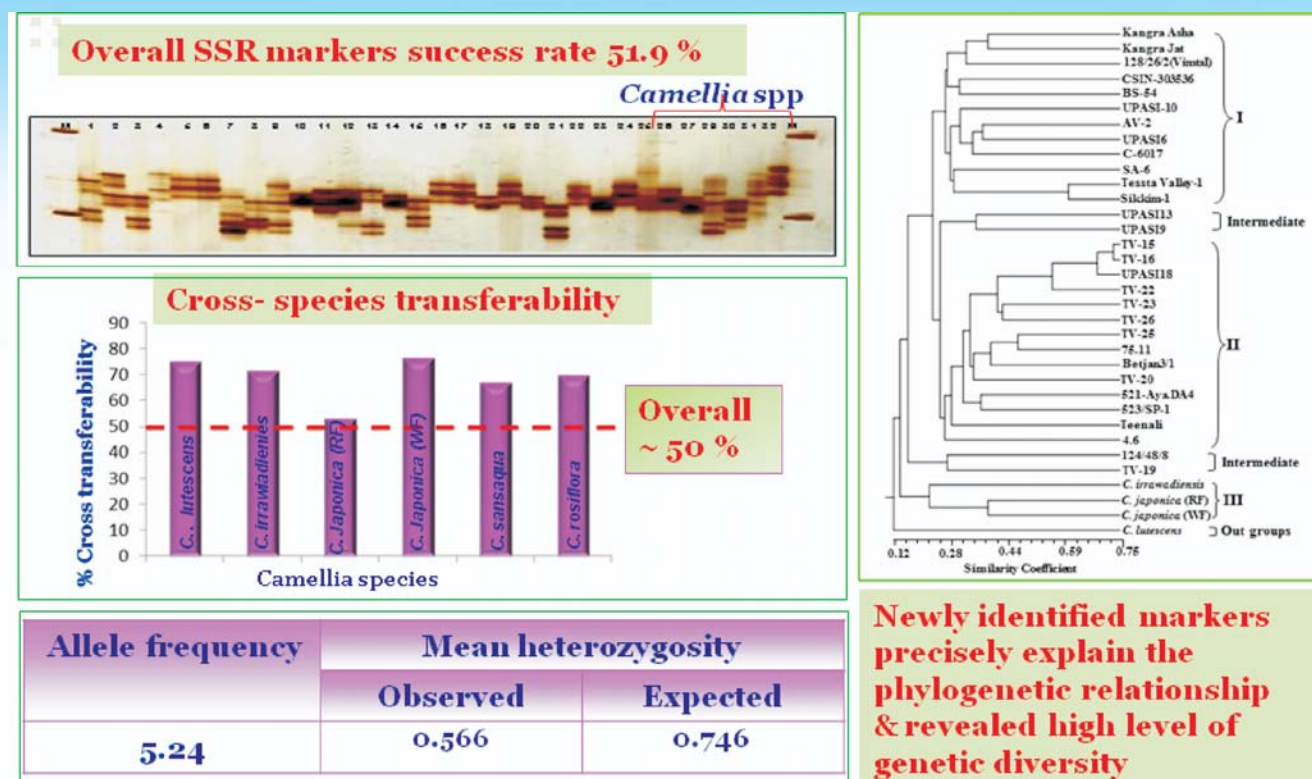 Overall SSR markers success rate 51.9 %
Camellia spp
Cross- species transferability
% Cross transferability
90
80
70
60
50
40
30
20
10
0
C.. lutescens
C.irrawiadienies
C. Japonica (RF)
C. Japonica (WF)
C. sansaqua
C. rosiflora
Camellia species
Overall
~ 50 %
Allele frequency
Mean heterozygosity
Observed
Expected
5.24
0.566
0.746
Kangra Asha
Kangra Jat
128/26/2(Vimtal)
CSIN-303536
BS-54
UPASI-10
AV-2
UPASI6
C-6017
SA-6
Teesta Valley-1
Sikkim-1
I
UPASI13
UPASI9
Intermediate
TV-15
TV-16
UPASI18
TV-22
TV-23
TV-26
TV-25
75.11
Betjan3/1
TV-20
521-Aya.DA4
523/SP-1
Teenali
4.6
II
124/48/8
TV-19
Intermediate
C. irrawadiensis
C. japonica (RF)
C. japonica (WF)
III
C. lutescens
Out groups
0.12
0.28
0.44
0.59
0.75
Similarity Coefficient
Newly identified markers
precisely explain the
phylogenetic relationship
& revealed high level of
genetic diversity